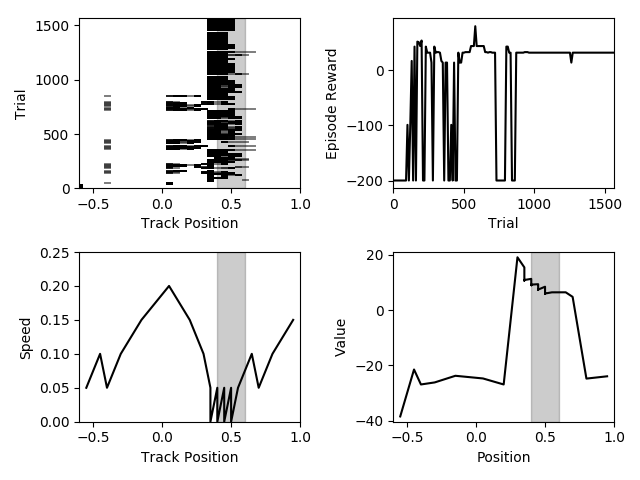 1500
1000
500
0
Trial
−0.5 0.0 0.5 1.0
Track Position
0
−100
−200
Episode Reward
0 500 1000 1500
Trial
0.25
0.20
0.15
0.10
0.05
0.00
Speed
−0.5 0.0 0.5 1.0
Track Position
20
0
−20
−40
Value
−0.5 0.0 0.5 1.0
Position